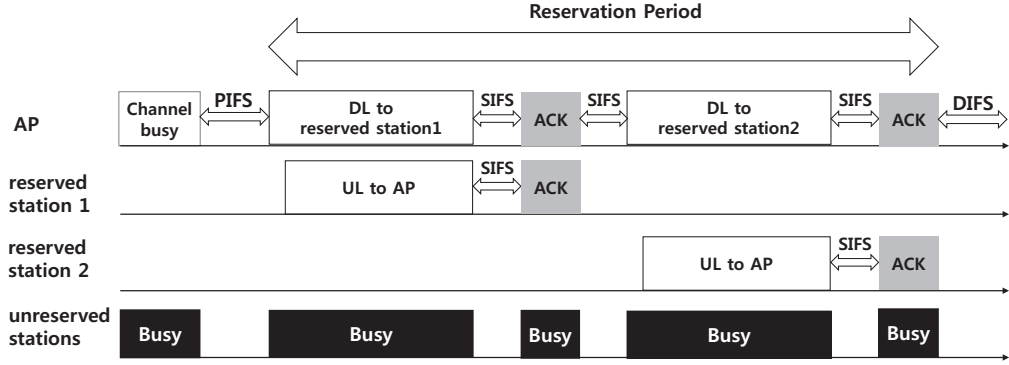 Reservation Period
AP
Channel
busy
PIFS
DL to
reserved station1
SIFS
ACK
SIFS
DL to
reserved station2
SIFS
ACK
DIFS
reserved
station 1
UL to AP
SIFS
ACK
reserved
station 2
UL to AP
SIFS
ACK
unreserved
stations
Busy
Busy
Busy
Busy
Busy